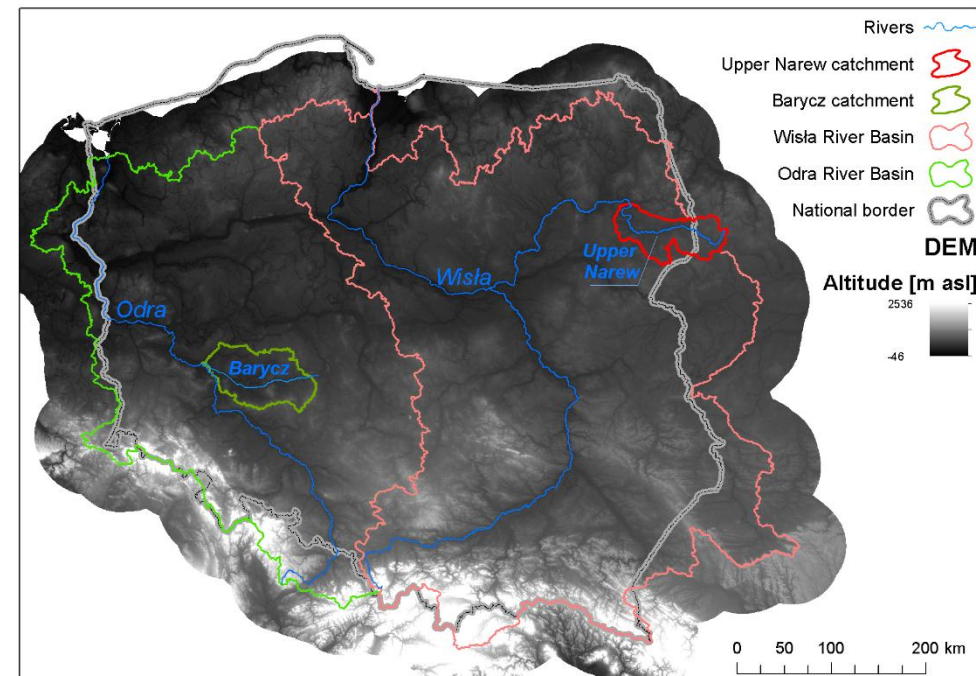 Rivers
Upper Narew catchment
Barycz catchment
Wisła River Basin
Odra River Basin
National border
DEM
Altitude [m asl]
2536
-46
Upper
Narew
Wisła
Odra
Barycz
0 50 100 200 km